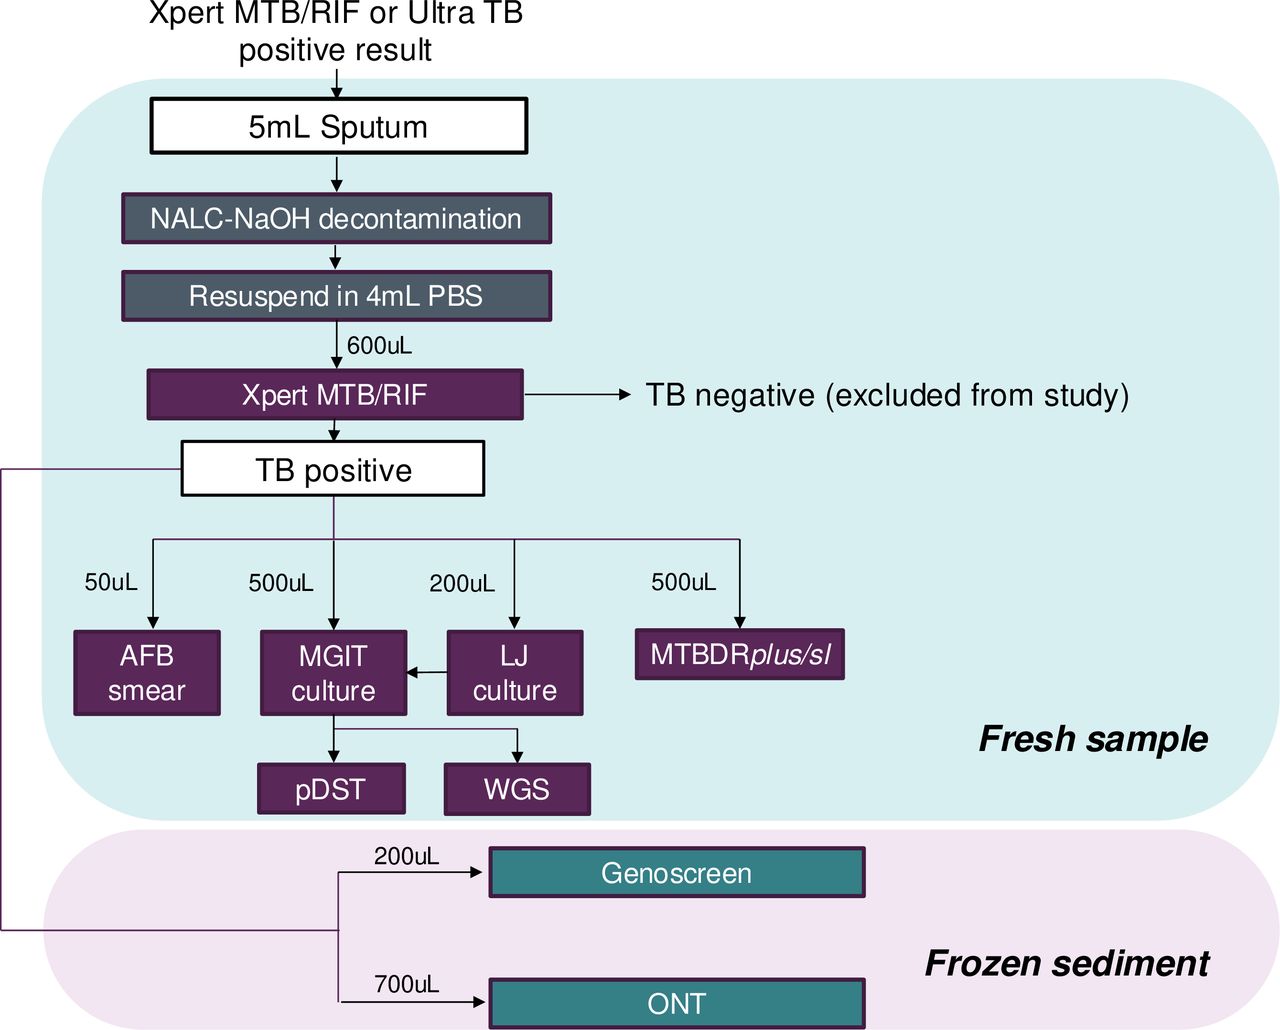 Xpert MTB/RIF or Ultra TB
positive result
5mL Sputum
NALC-NaOH decontamination
Resuspend in 4mL PBS
600uL
Xpert MTB/RIF
TB negative (excluded from study)
TB positive
50uL
500uL
200uL
500uL
AFB
smear
MGIT
culture
LJ
culture
MTBDRplus/sl
Fresh sample
pDST
WGS
200uL
Genoscreen
Frozen sediment
700uL
ONT